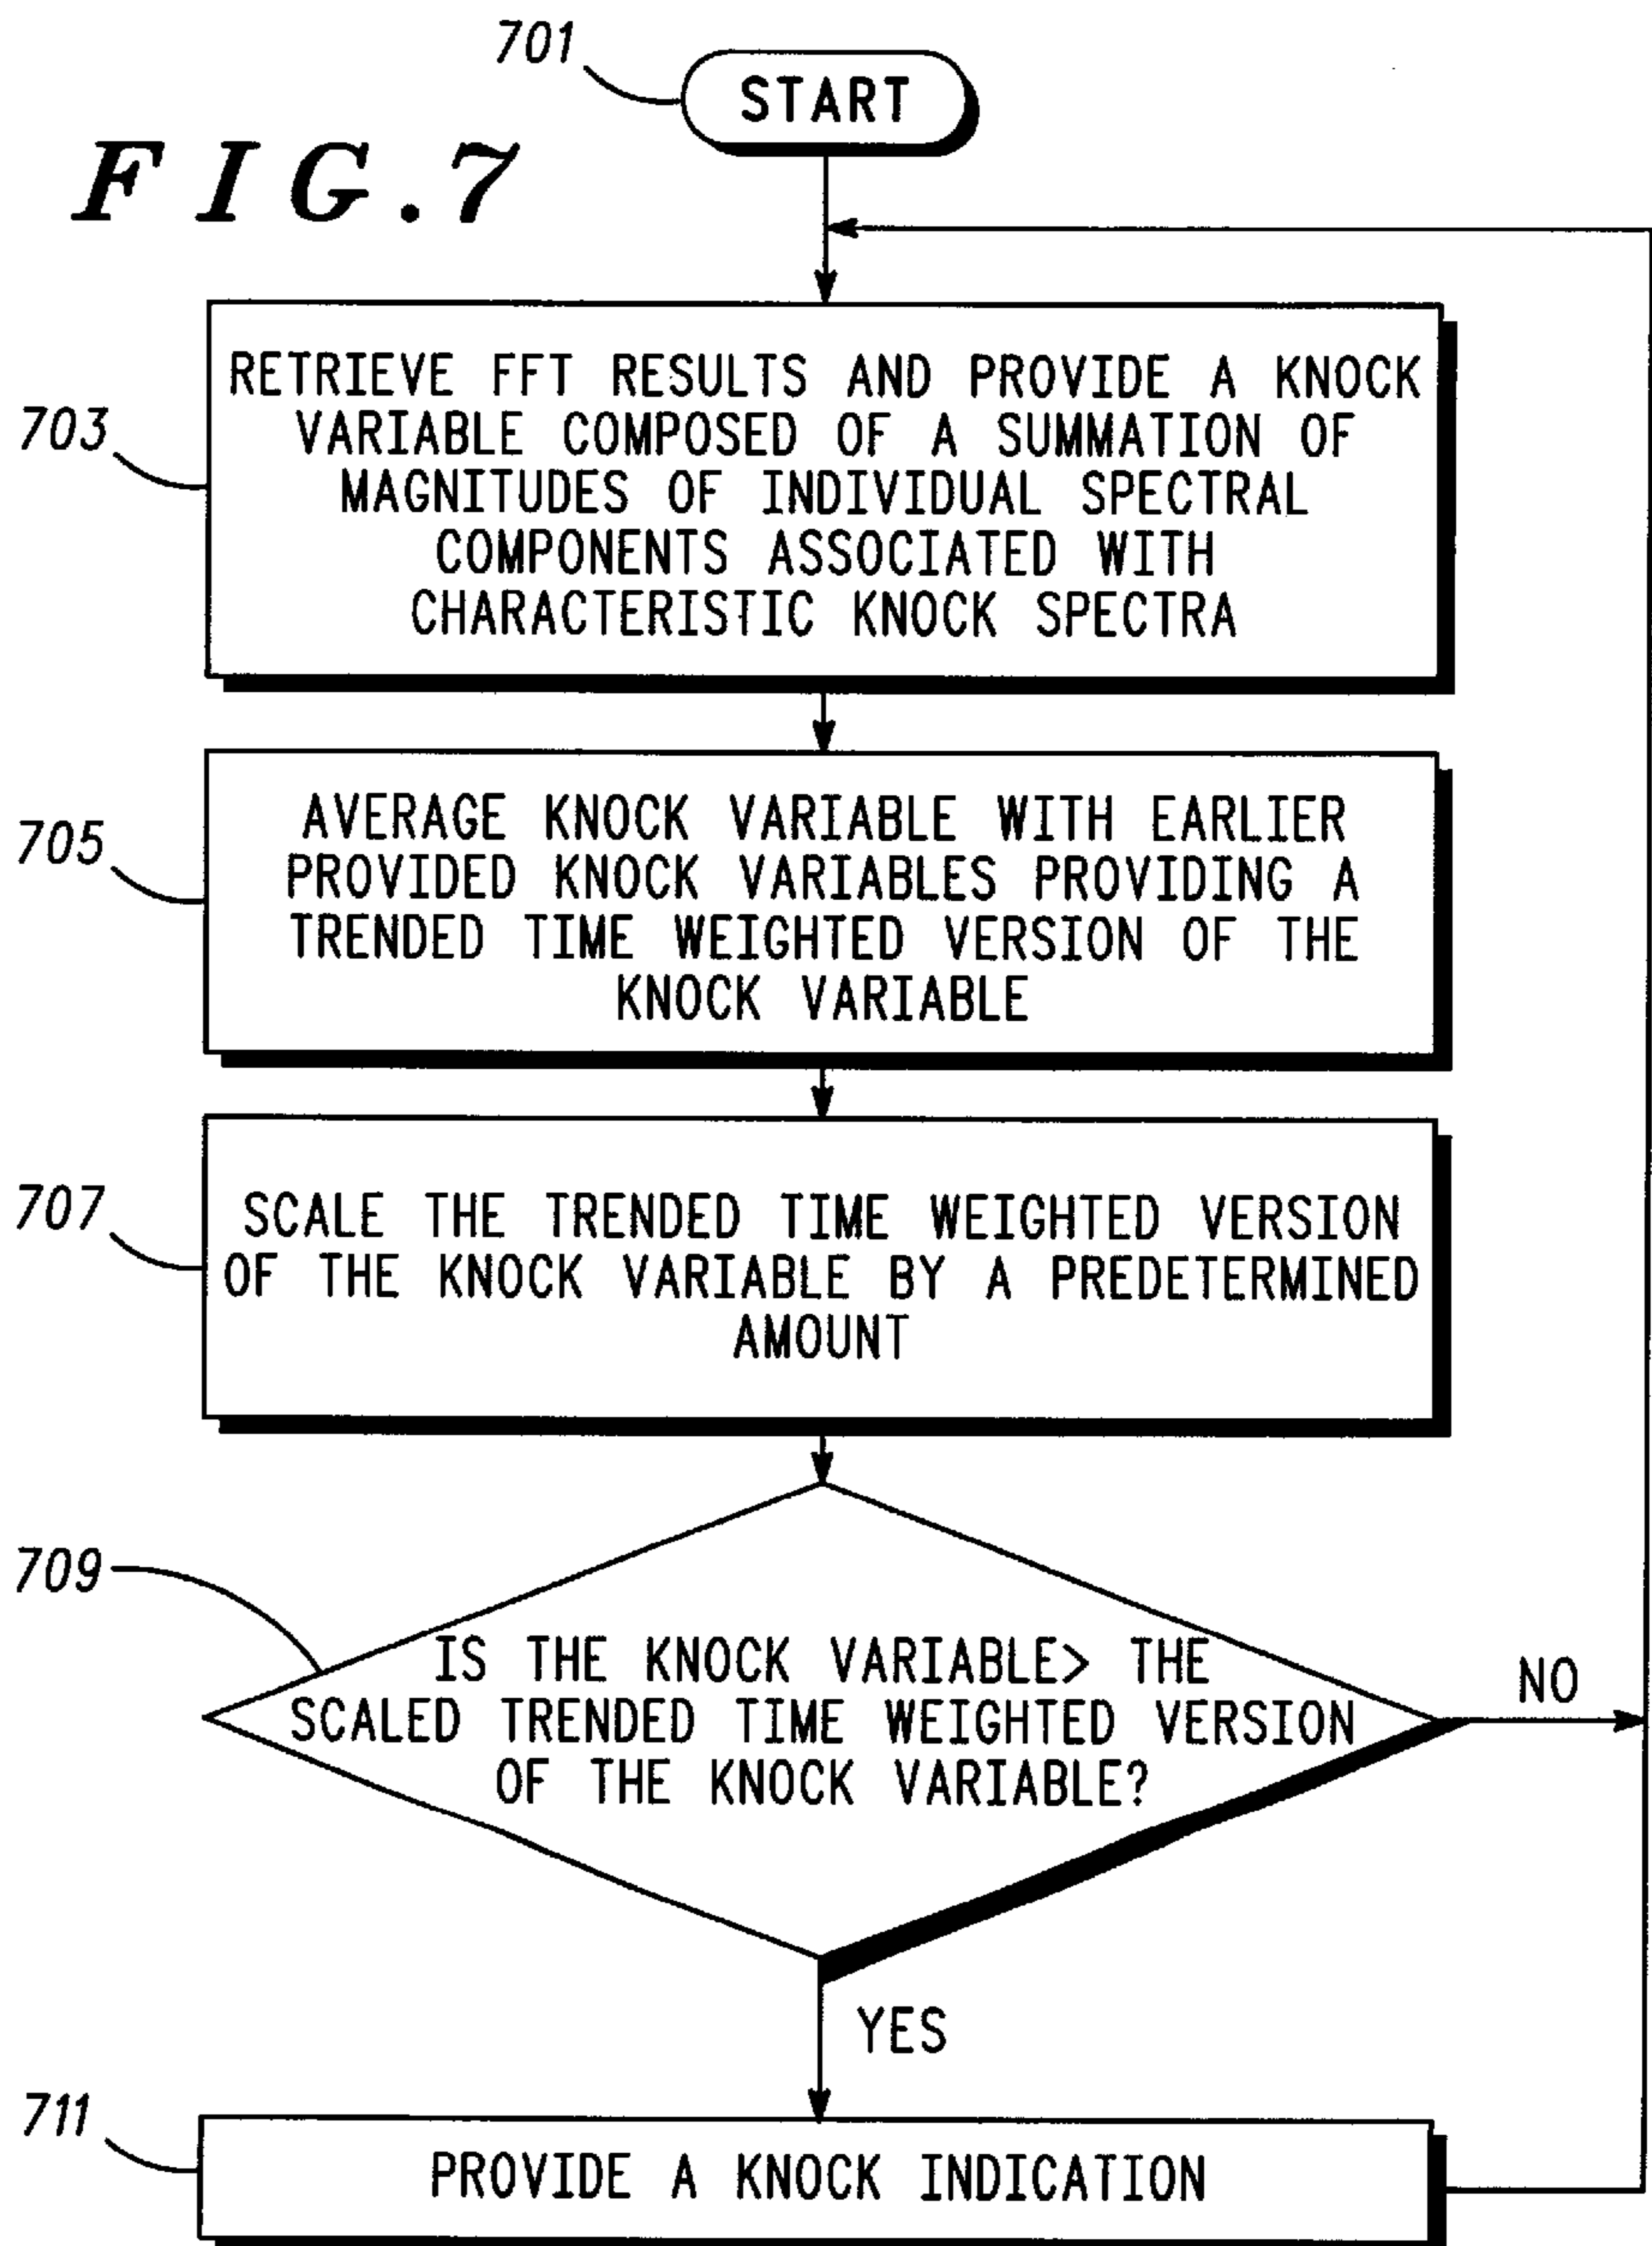 701
START
FIG.7
703
RETRIEVE FFT RESULTS AND PROVIDE A KNOCK
VARIABLE COMPOSED OF A SUMMATION OF
MAGNITUDES OF INDIVIDUAL SPECTRAL
COMPONENTS ASSOCIATED WITH
CHARACTERISTIC KNOCK SPECTRA
705
AVERAGE KNOCK VARIABLE WITH EARLIER
PROVIDED KNOCK VARIABLES PROVIDING A
TRENDED TIME WEIGHTED VERSION OF THE
KNOCK VARIABLE
707
SCALE THE TRENDED TIME WEIGHTED VERSION
OF THE KNOCK VARIABLE BY A PREDETERMINED
AMOUNT
709
IS THE KNOCK VARIABLE> THE
SCALED TRENDED TIME WEIGHTED VERSION
OF THE KNOCK VARIABLE?
NO
YES
711
PROVIDE A KNOCK INDICATION